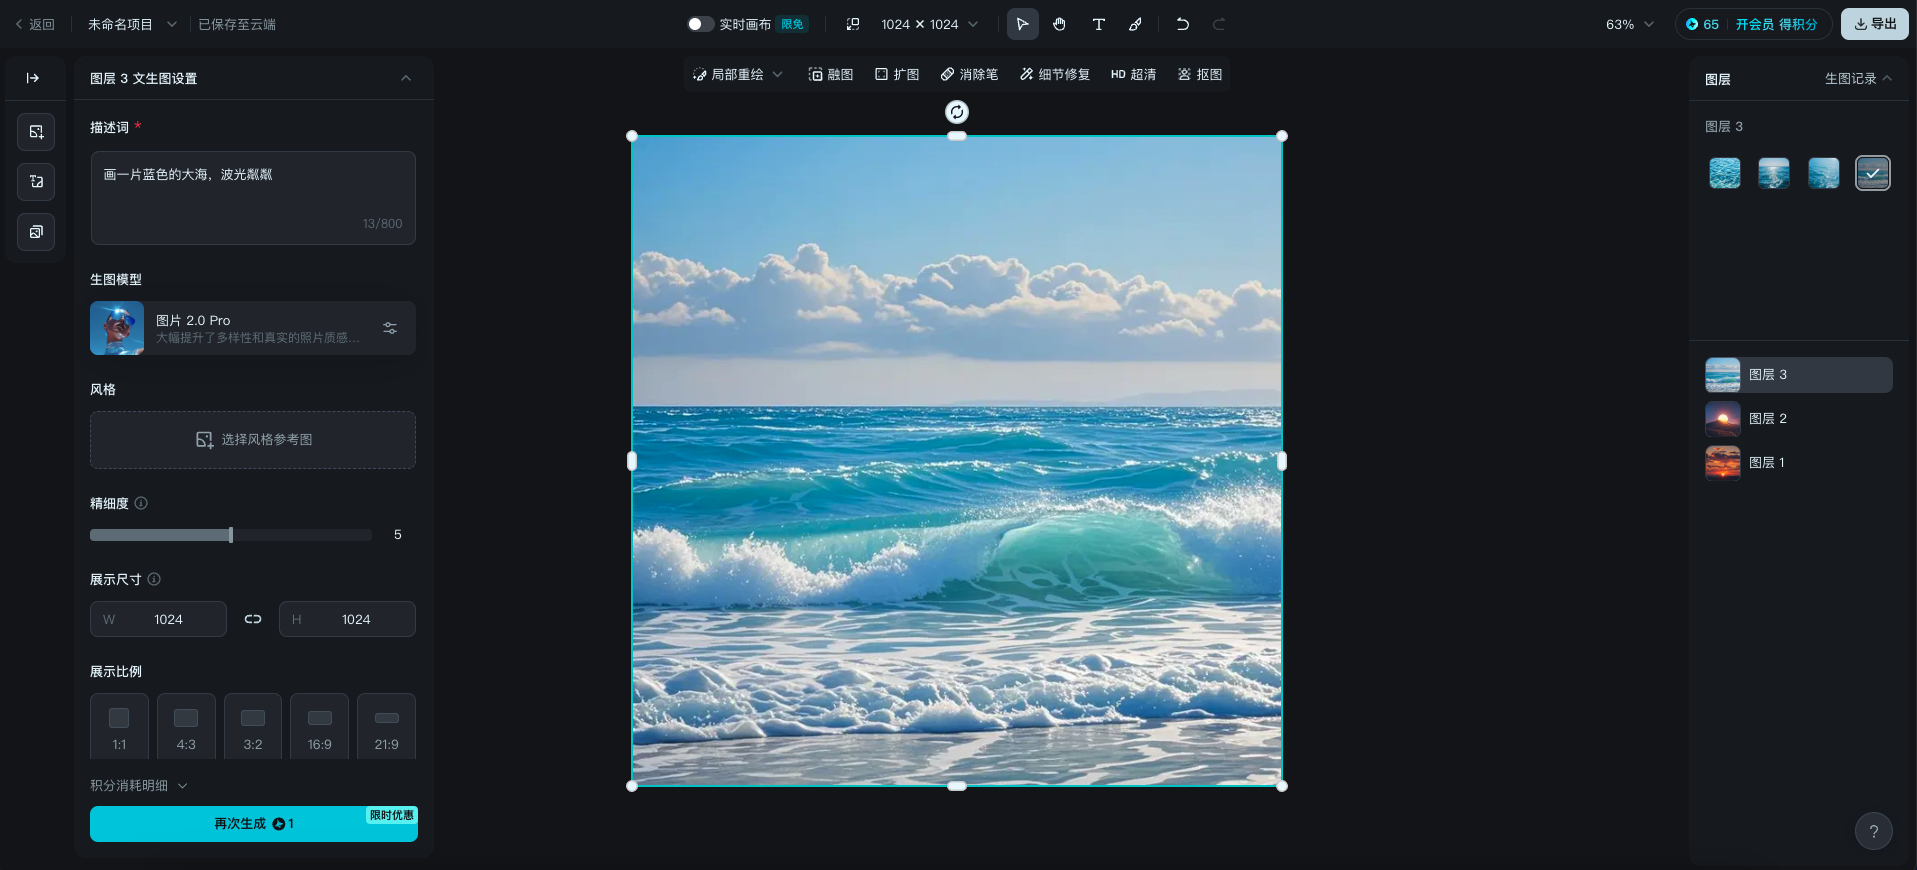 返回
未命名项目
已保存至云端
实时画布 限免
1024 × 1024
63%
65 开会员 得积分
导出
图层 3 文生图设置
局部重绘
融图
扩图
消除笔
细节修复
HD 超清
抠图
图层
生图记录
描述词 *
画一片蓝色的大海，波光粼粼
13/800
生图模型
图片 2.0 Pro
大幅提升了多样性和真实的照片质感...
风格
选择风格参考图
精细度
5
展示尺寸
W 1024
H 1024
展示比例
1:1
4:3
3:2
16:9
21:9
积分消耗明细
限时优惠
再次生成 1
图层 3
图层 3
图层 2
图层 1
?